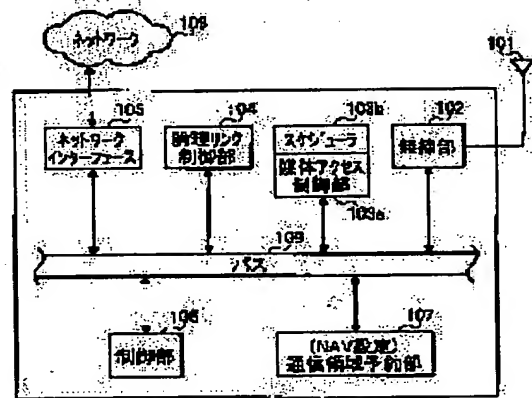 ネットワーク
101
105
104
103b
102
ネットワーク
インターフェース
論理リンク
制御部
スケジューラ
媒体アクセス
制御部
無線部
103a
109
バス
106
107
制御部
(NAV設定)
通信領域予約部